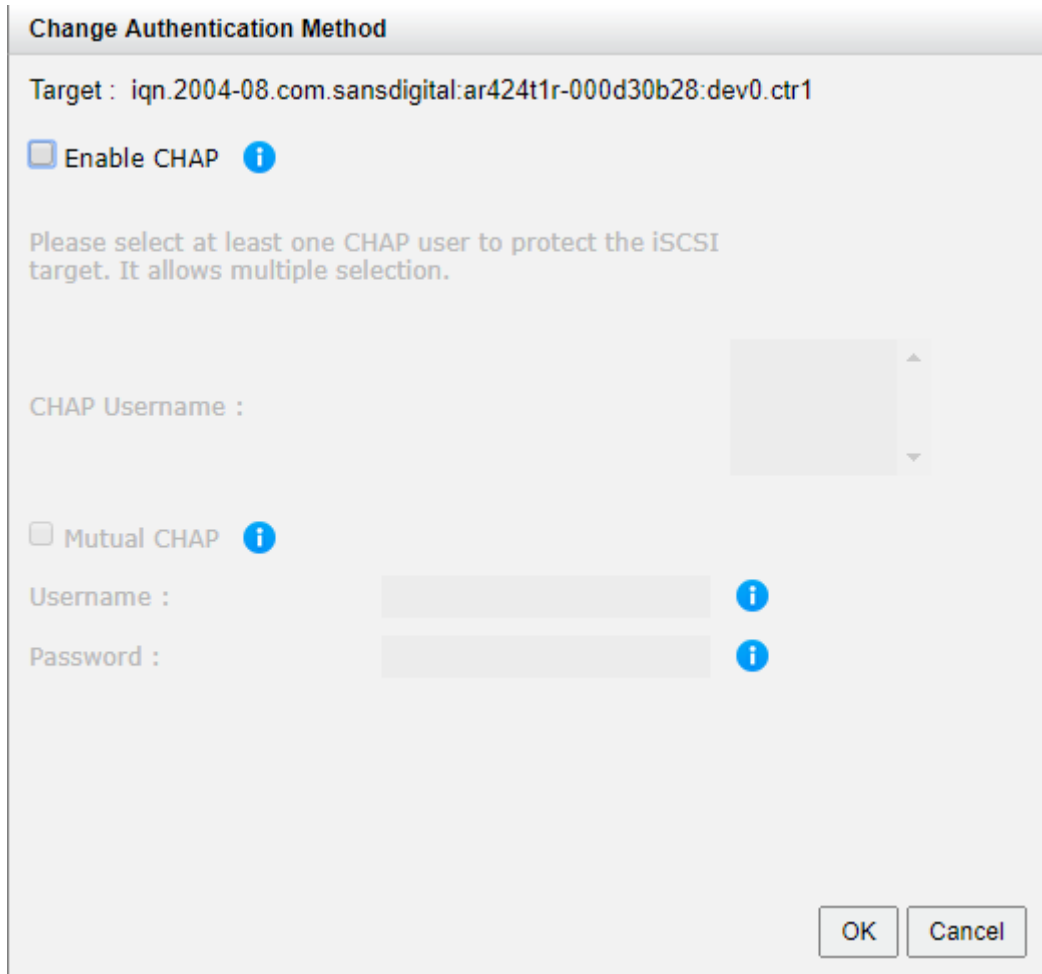 Change Authentication Method
Target : iqn.2004-08.com.sansdigital:ar424t1r-000d30b28:dev0.ctr1
Enable CHAP
Please select at least one CHAP user to protect the iSCSI
target. It allows multiple selection.
CHAP Username :
Mutual CHAP
Username :
Password :
OK Cancel